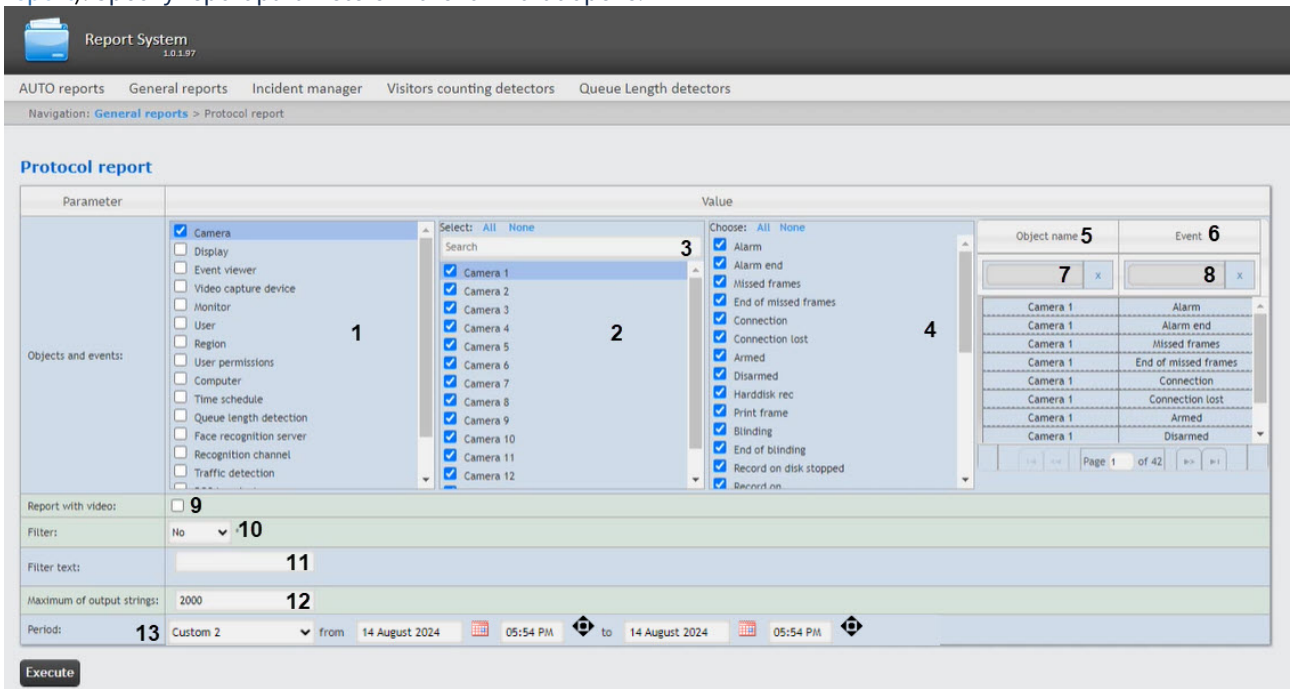 Report System
1.0.1.97
AUTO reports General reports Incident manager Visitors counting detectors Queue Length detectors
Navigation: General reports > Protocol report
Protocol report
Parameter Value
Objects and events:
Camera
Display
Event viewer
Video capture device
Monitor
User
Region
User permissions
Computer
Time schedule
Queue length detection
Face recognition server
Recognition channel
Traffic detection
1
Select: All None
Search 3
Camera 1
Camera 2
Camera 3
Camera 4
Camera 5
Camera 6
Camera 7
Camera 8
Camera 9
Camera 10
Camera 11
Camera 12
2
Choose: All None
Alarm
Alarm end
Missed frames
End of missed frames
Connection
Connection lost
Armed
Disarmed
Harddisk rec
Print frame
Blinding
End of blinding
Record on disk stopped
Record on
4
Object name 5 Event 6
7 x 8 x
Camera 1 Alarm
Camera 1 Alarm end
Camera 1 Missed frames
Camera 1 End of missed frames
Camera 1 Connection
Camera 1 Connection lost
Camera 1 Armed
Camera 1 Disarmed
Page 1 of 42
Report with video: 9
Filter: No 10
Filter text: 11
Maximum of output strings: 2000 12
Period: 13 Custom 2 from 14 August 2024 05:54 PM to 14 August 2024 05:54 PM
Execute